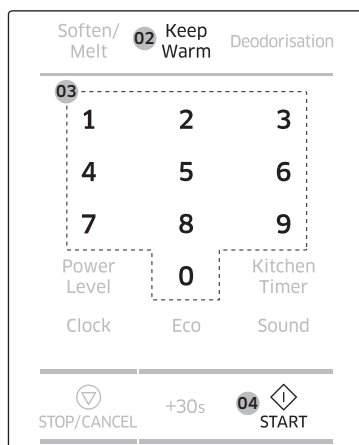 Soften/ 02 Keep Deodorisation
Melt Warm
03
1 2 3
4 5 6
7 8 9
Power 0 Kitchen
Level Timer
Clock Eco Sound
STOP/CANCEL +30s 04 START